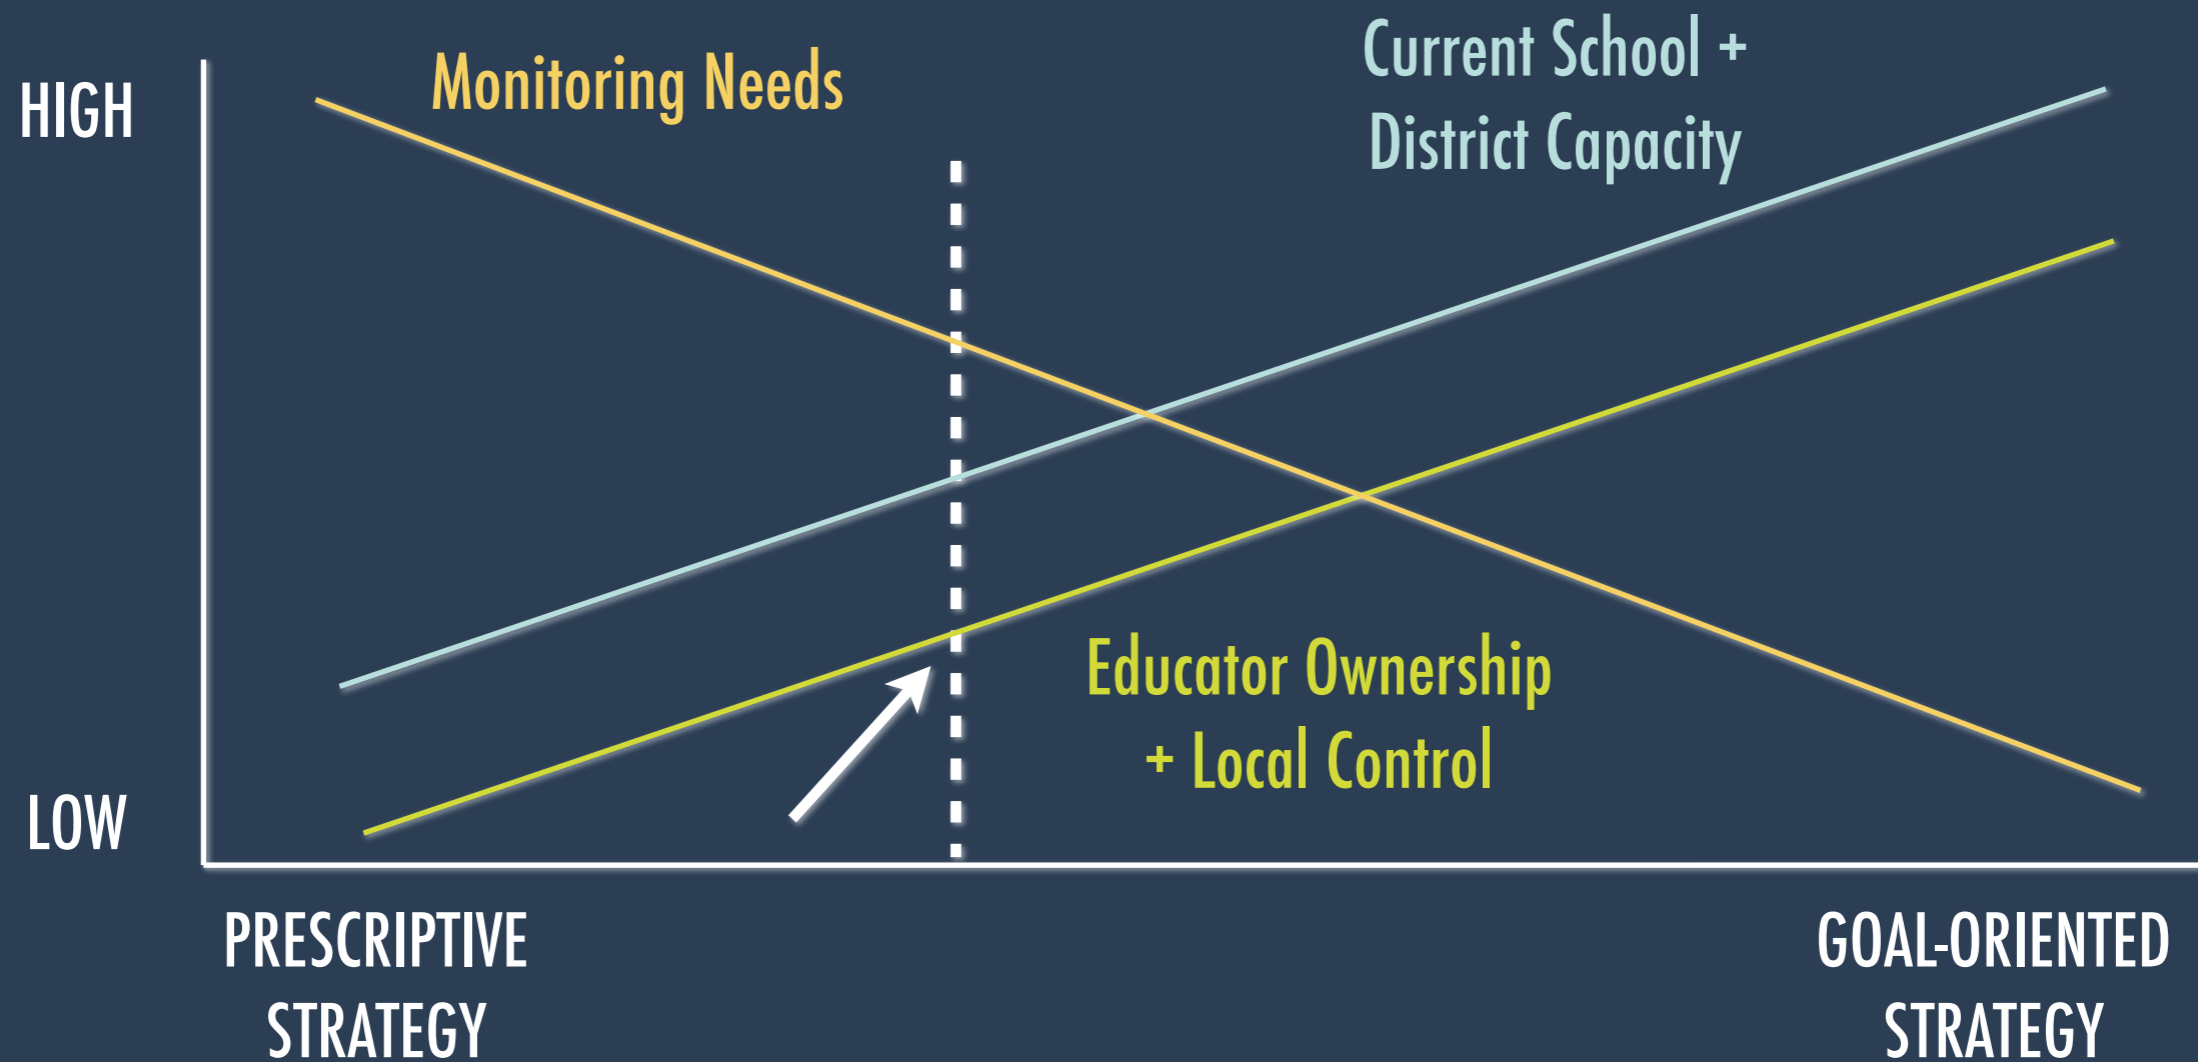 HIGH
Monitoring Needs
Current School +
District Capacity
Educator Ownership
+ Local Control
LOW
PRESCRIPTIVE
STRATEGY
GOAL-ORIENTED
STRATEGY